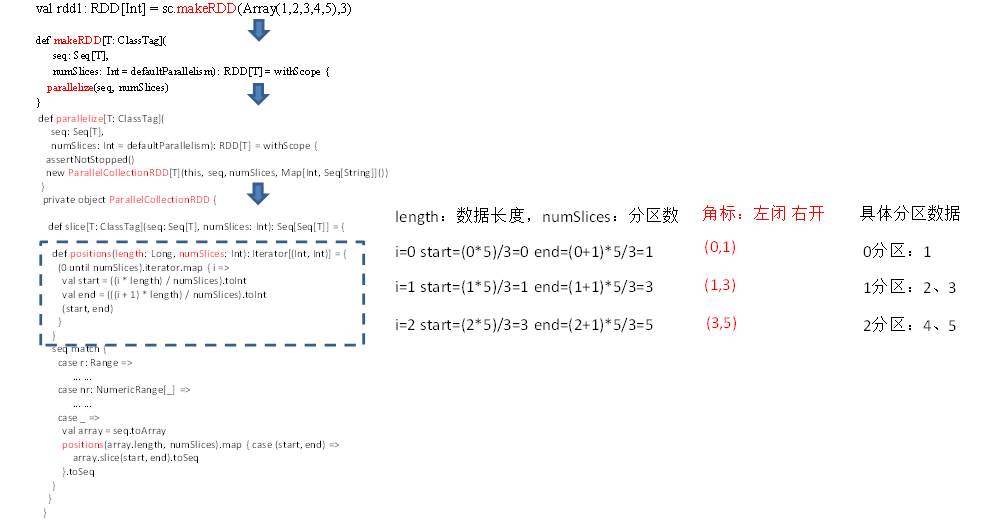 val rdd1: RDD[Int] = sc.makeRDD(Array(1,2,3,4,5),3)
def makeRDD[T: ClassTag](
seq: Seq[T],
numSlices: Int = defaultParallelism): RDD[T] = withScope {
parallelize(seq, numSlices)
}
def parallelize[T: ClassTag](
seq: Seq[T],
numSlices: Int = defaultParallelism): RDD[T] = withScope {
assertNotStopped()
new ParallelCollectionRDD[T](this, seq, numSlices, Map[Int, Seq[String]]())
}
private object ParallelCollectionRDD {
def slice[T: ClassTag](seq: Seq[T], numSlices: Int): Seq[Seq[T]] = {
def positions(length: Long, numSlices: Int): Iterator[(Int, Int)] = {
(0 until numSlices).iterator.map { i =>
val start = ((i * length) / numSlices).toInt
val end = (((i + 1) * length) / numSlices).toInt
(start, end)
}
}
seq match {
case r: Range =>
... ...
case nr: NumericRange[_] =>
... ...
case _ =>
val array = seq.toArray
positions(array.length, numSlices).map { case (start, end) =>
array.slice(start, end).toSeq
}.toSeq
}
}
}
length：数据长度，numSlices：分区数 角标：左闭 右开 具体分区数据
i=0 start=(0*5)/3=0 end=(0+1)*5/3=1 (0,1) 0分区：1
i=1 start=(1*5)/3=1 end=(1+1)*5/3=3 (1,3) 1分区：2、3
i=2 start=(2*5)/3=3 end=(2+1)*5/3=5 (3,5) 2分区：4、5